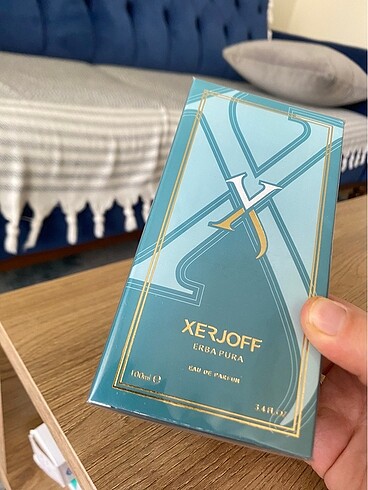 XERJOFF
ERBA PURA
EAU DE PARFUM
100ml ℮
3.4 fl.oz